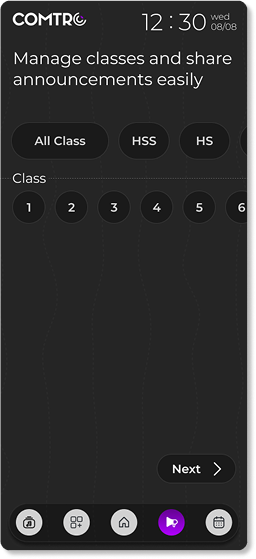 COMTRO
12 : 30 wed
08/08
Manage classes and share
announcements easily
All Class HSS HS
Class
1 2 3 4 5 6
Next